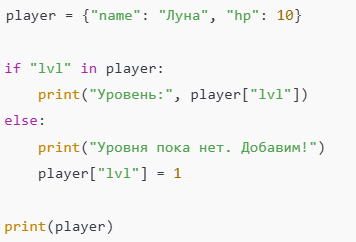 player = {"name": "Луна", "hp": 10}
if "lvl" in player:
    print("Уровень:", player["lvl"])
else:
    print("Уровня пока нет. Добавим!")
    player["lvl"] = 1
print(player)